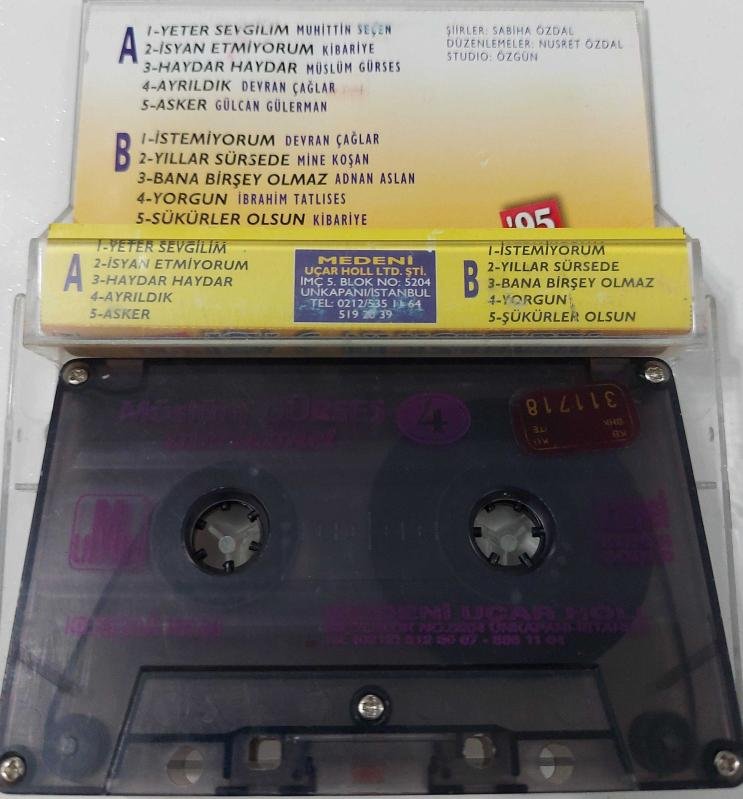 A
1-YETER SEVGİLİM MUHİTTİN SEÇEN
2-İSYAN ETMİYORUM KİBARİYE
3-HAYDAR HAYDAR MÜSLÜM GÜRSES
4-AYRILDIK DEVRAN ÇAĞLAR
5-ASKER GÜLCAN GÜLERMAN
ŞİİRLER: SABİHA ÖZDAL
DÜZENLEMELER: NUSRET ÖZDAL
STUDIO: ÖZGÜN
B
1-İSTEMİYORUM DEVRAN ÇAĞLAR
2-YILLAR SÜRSEDE MİNE KOŞAN
3-BANA BİRŞEY OLMAZ ADNAN ASLAN
4-YORGUN İBRAHİM TATLISES
5-SÜKÜRLER OLSUN KİBARİYE
'95
A
1-YETER SEVGİLİM
2-İSYAN ETMİYORUM
3-HAYDAR HAYDAR
4-AYRILDIK
5-ASKER
MEDENİ
UÇAR HOLL LTD. ŞTİ.
İMÇ 5. BLOK NO: 5204
UNKAPANI/İSTANBUL
TEL: 0212/535 11 64
519 20 39
B
1-İSTEMİYORUM
2-YILLAR SÜRSEDE
3-BANA BİRŞEY OLMAZ
4-YORGUN
5-ŞÜKÜRLER OLSUN
Müslüm GÜRSES 4
311718
MEDENİ UÇAR HOLL